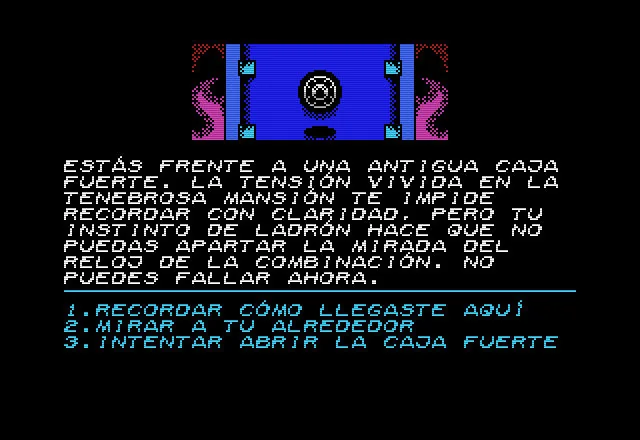 ESTÁS FRENTE A UNA ANTIGUA CAJA
FUERTE. LA TENSIÓN VIVIDA EN LA
TENEBROSA MANSIÓN TE IMPIDE
RECORDAR CON CLARIDAD. PERO TU
INSTINTO DE LADRÓN HACE QUE NO
PUEDAS APARTAR LA MIRADA DEL
RELOJ DE LA COMBINACIÓN. NO
PUEDES FALLAR AHORA.
1.RECORDAR CÓMO LLEGASTE AQUÍ
2.MIRAR A TU ALREDEDOR
3.INTENTAR ABRIR LA CAJA FUERTE